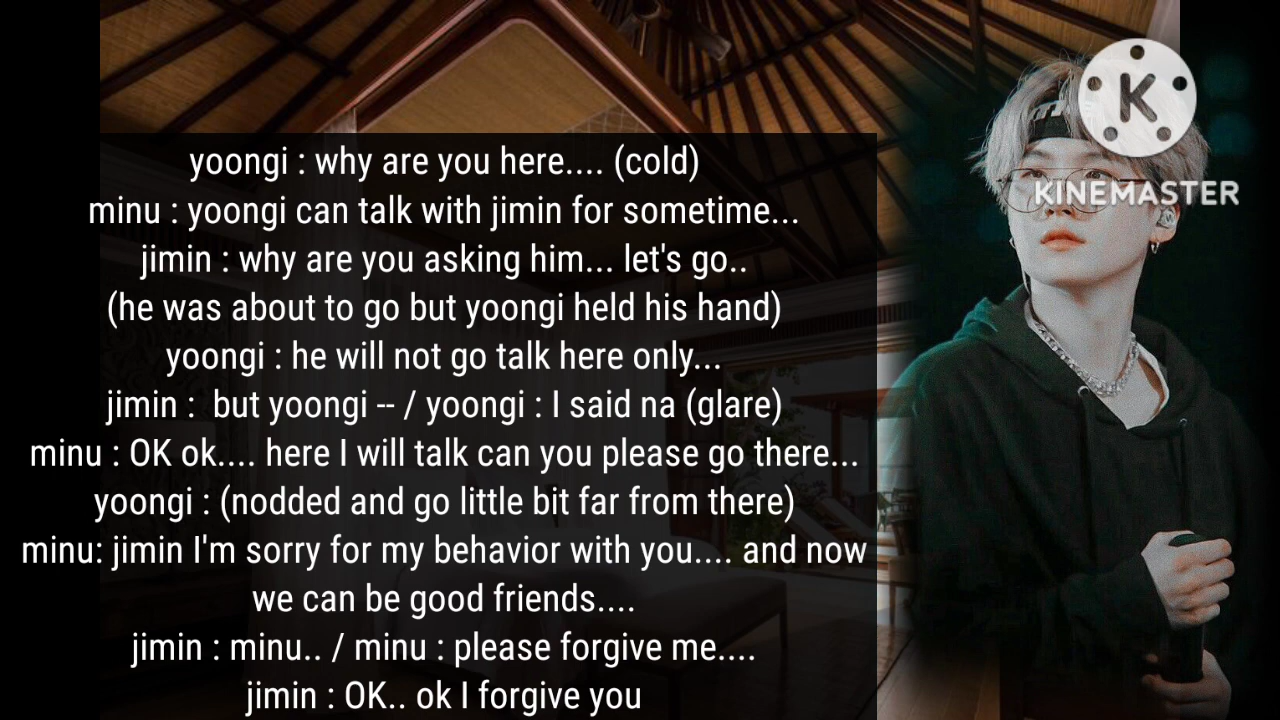 yoongi : why are you here.... (cold)
minu : yoongi can talk with jimin for sometime...
jimin : why are you asking him... let's go..
(he was about to go but yoongi held his hand)
yoongi : he will not go talk here only...
jimin :  but yoongi -- / yoongi : I said na (glare)
minu : OK ok.... here I will talk can you please go there...
yoongi : (nodded and go little bit far from there)
minu: jimin I'm sorry for my behavior with you.... and now
we can be good friends....
jimin : minu.. / minu : please forgive me....
jimin : OK.. ok I forgive you
K
KINEMASTER